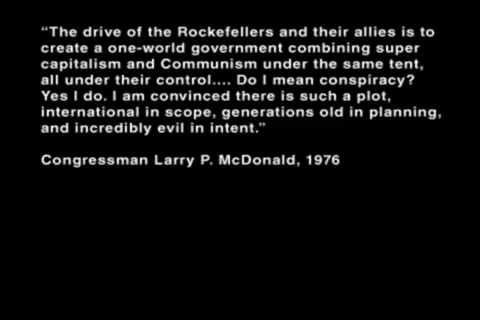 “The drive of the Rockefellers and their allies is to
create a one-world government combining super
capitalism and Communism under the same tent,
all under their control.... Do I mean conspiracy?
Yes I do. I am convinced there is such a plot,
international in scope, generations old in planning,
and incredibly evil in intent.”
Congressman Larry P. McDonald, 1976